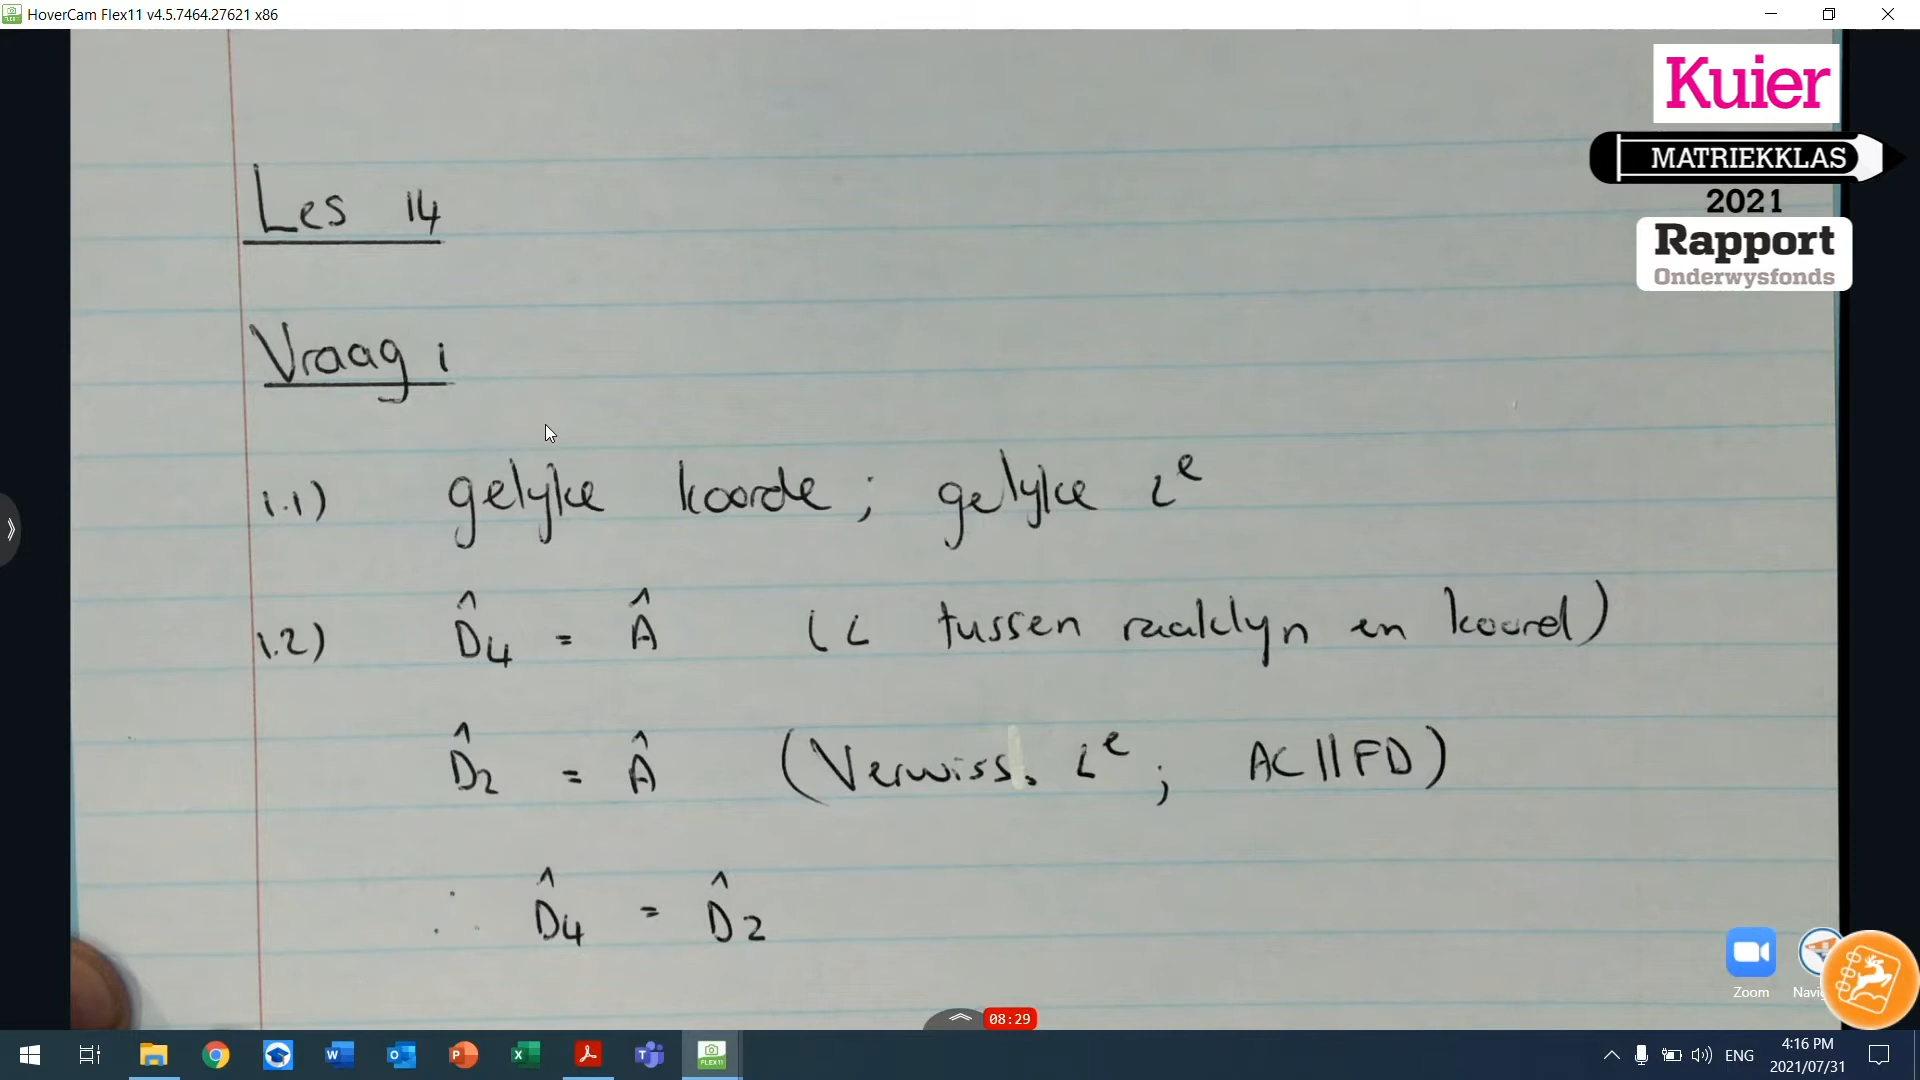 HoverCam Flex11 v4.5.7464.27621 x86
Kuier
MATRIEKKLAS
2021
Rapport
Onderwysfonds
Les 14
Vraag 1
1.1) gelyke koorde ; gelyke ∠ᵉ
1.2) D̂4 = Â (∠ tussen raaklyn en koord)
D̂2 = Â (Verwiss. ∠ᵉ ; AC||FD)
∴ D̂4 = D̂2
Zoom
08:29
FLEX11
ENG
4:16 PM
2021/07/31